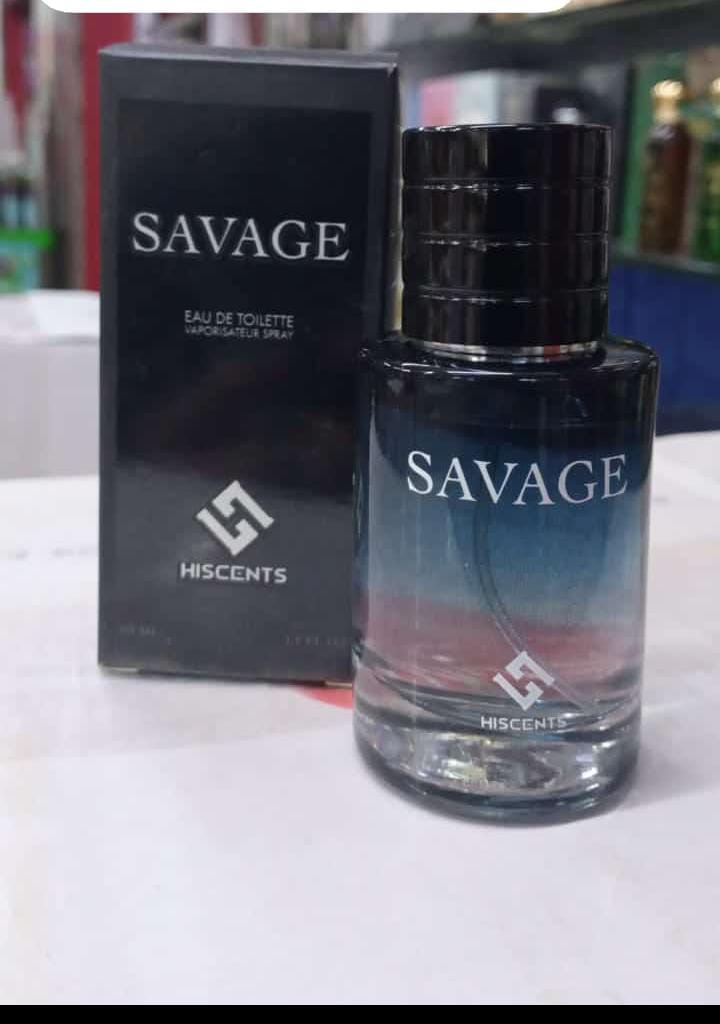 SAVAGE
EAU DE TOILETTE
VAPORISATEUR SPRAY
HISCENTS
SAVAGE
HISCENTS